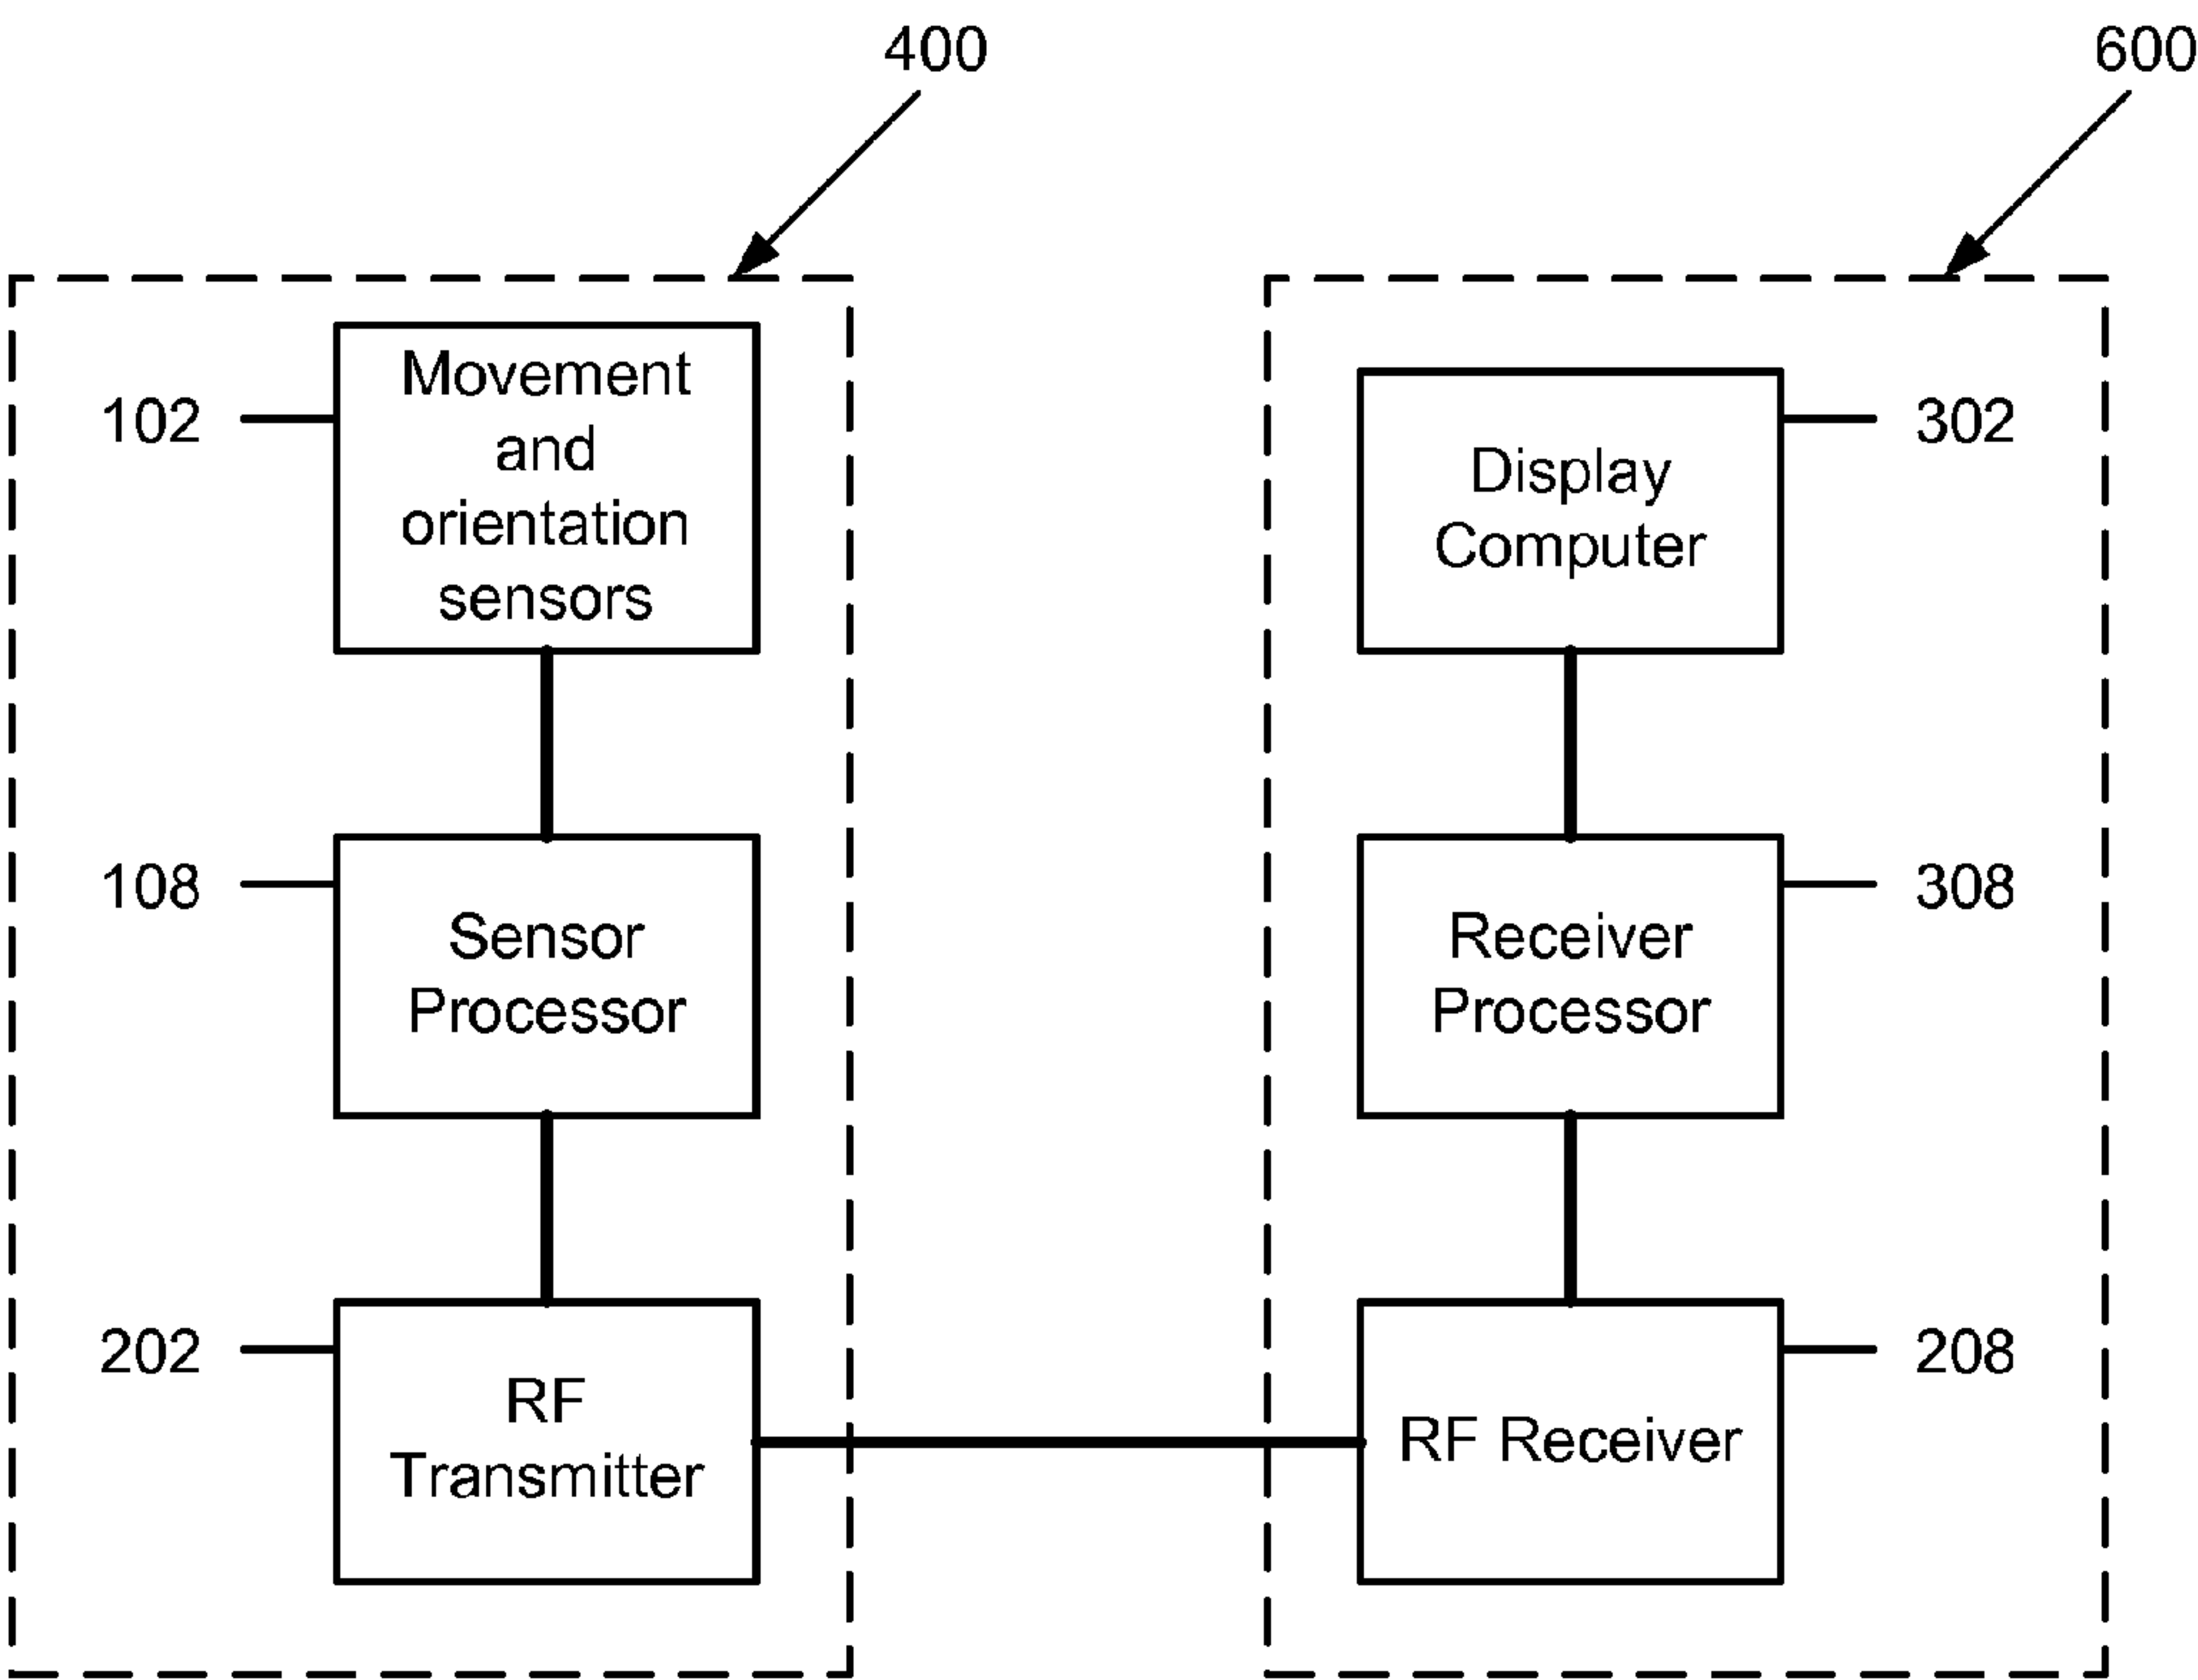 400
600
102
Movement
and
orientation
sensors
Display
Computer
302
108
Sensor
Processor
Receiver
Processor
308
202
RF
Transmitter
RF Receiver
208